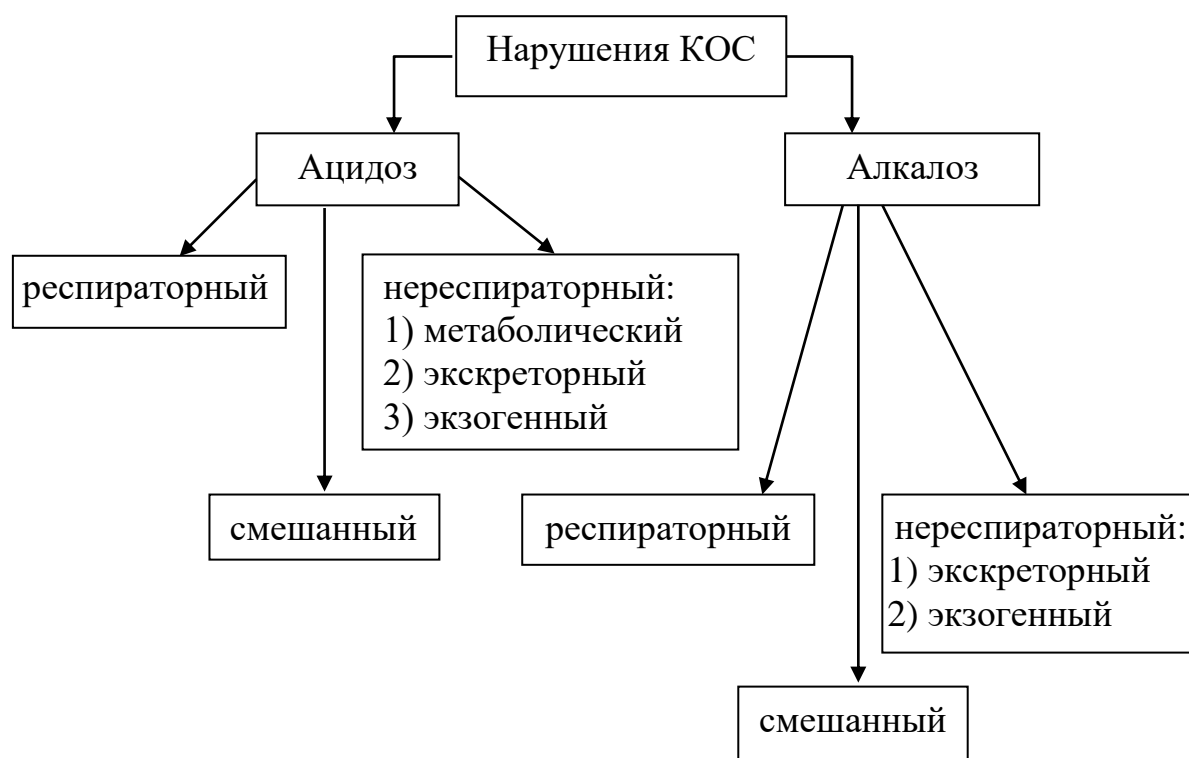 Нарушения КОС
Ацидоз
Алкалоз
респираторный
нереспираторный:
1) метаболический
2) экскреторный
3) экзогенный
смешанный
респираторный
нереспираторный:
1) экскреторный
2) экзогенный
смешанный